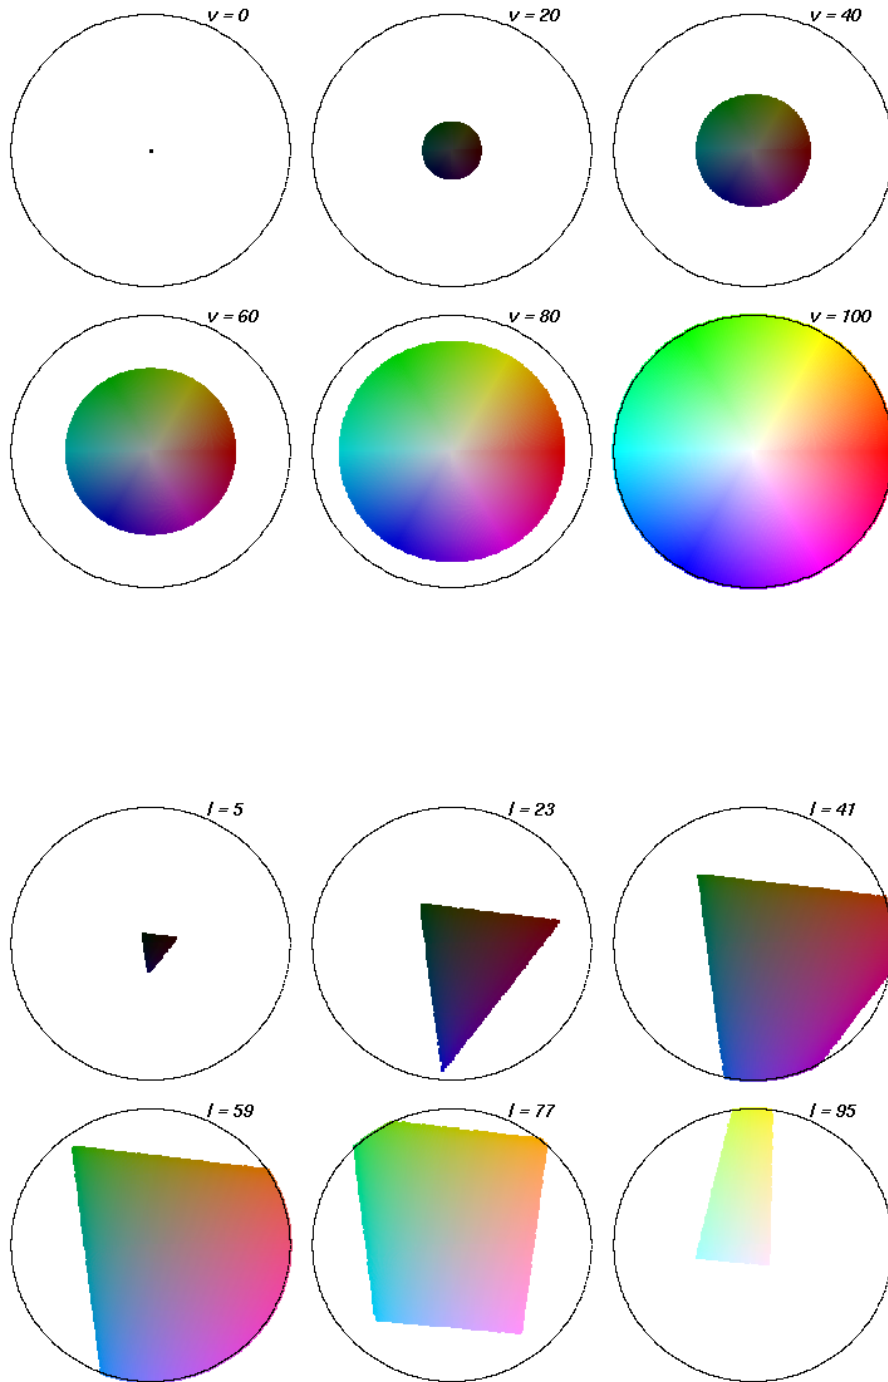 v = 0
v = 20
v = 40
v = 60
v = 80
v = 100
l = 5
l = 23
l = 41
l = 59
l = 77
l = 95